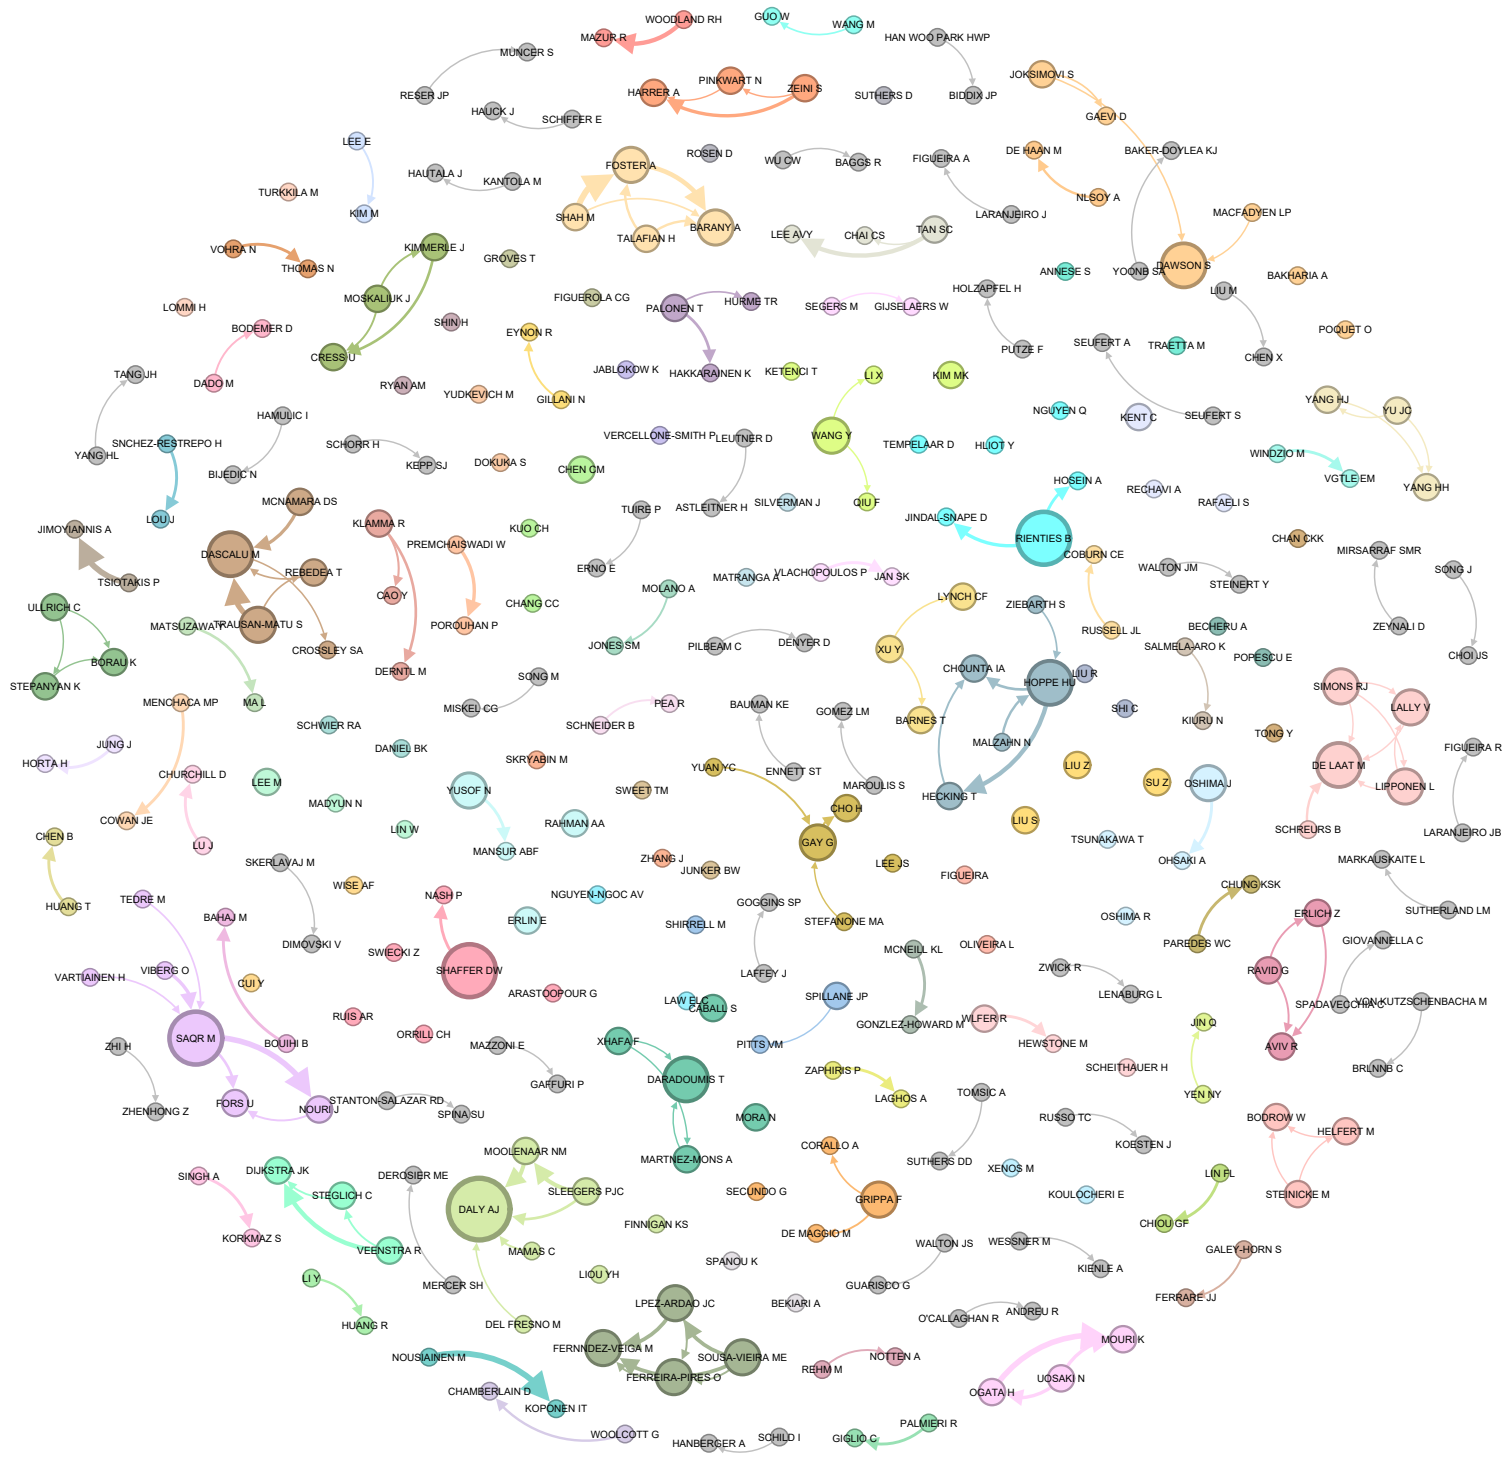 WOODLAND RH
GUO W
WANG M
MAZUR R
HAN WOO PARK HWP
MUNCER S
JOKSIMOVI S
PINKWART N
ZEINI S
HARRER A
RESER JP
SUTHERS D
BIDDIX JP
HAUCK J
SCHIFFER E
GAEVI D
LEE E
DE HAAN M
BAKER-DOYLEA KJ
ROSEN D
WU CW
BAGGS R
FIGUEIRA A
FOSTER A
HAUTALA J
KANTOLA M
TURKKILA M
NLSOY A
KIM M
SHAH M
LARANJEIRO J
MACFADYEN LP
BARANY A
TALAFIAN H
LEE AVY
CHAI CS
TAN SC
VOHRA N
KIMMERLE J
GROVES T
THOMAS N
DAWSON S
ANNESE S
YOONB SA
BAKHARIA A
HOLZAPFEL H
LIU M
MOSKALIUK J
FIGUEROLA CG
PALONEN T
HURME TR
SEGERS M
GIJSELAERS W
LOMMI H
SHIN H
BODEMER D
EYNON R
POQUET O
SEUFERT A
TRAETTA M
PUTZE F
CRESS U
CHEN X
TANG JH
JABLOKOW K
HAKKARAINEN K
KETENCI T
LI X
KIM MK
DADO M
RYAN AM
YUDKEVICH M
GILLANI N
YANG HJ
YU JC
HAMULIC I
NGUYEN Q
KENT C
SEUFERT S
SNCHEZ-RESTREPO H
SCHORR H
VERCELLONE-SMITH P
LEUTNER D
WANG Y
TEMPELAAR D
HLIOT Y
YANG HL
WINDZIO M
BIJEDIC N
KEPP SJ
DOKUKA S
CHEN CM
VGTLE EM
HOSEIN A
YANG HH
RECHAVI A
MCNAMARA DS
SILVERMAN J
QIU F
RAFAELI S
TUIRE P
ASTLEITNER H
JIMOYIANNIS A
LOU J
KLAMMA R
KUO CH
JINDAL-SNAPE D
RIENTIES B
CHAN CKK
PREMCHAISWADI W
MIRSARRAF SMR
DASCALU M
COBURN CE
REBEDEA T
ERNO E
MATRANGA A
VLACHOPOULOS P
JAN SK
WALTON JM
STEINERT Y
SONG J
TSIOTAKIS P
CAO Y
MOLANO A
LYNCH CF
ULLRICH C
CHANG CC
ZIEBARTH S
MATSUZAWA Y
TRAUSAN-MATU S
POROUHAN P
RUSSELL JL
BECHERU A
ZEYNALI D
JONES SM
PILBEAM C
DENYER D
SALMELA-ARO K
CROSSLEY SA
XU Y
CHOI JS
BORAU K
POPESCU E
DERNTL M
SONG M
CHOUNTA IA
HOPPE HU
LIU R
STEPANYAN K
SIMONS RJ
MENCHACA MP
MA L
MISKEL CG
PEA R
BAUMAN KE
GOMEZ LM
SHI C
LALLY V
SCHWIER RA
SCHNEIDER B
BARNES T
KIURU N
JUNG J
DANIEL BK
MALZAHN N
TONG Y
FIGUEIRA R
HORTA H
SKRYABIN M
YUAN YC
ENNETT ST
LIU Z
DE LAAT M
CHURCHILL D
LEE M
SU Z
OSHIMA J
LIPPONEN L
YUSOF N
SWEET TM
MAROULIS S
HECKING T
MADYUN N
COWAN JE
CHO H
LIU S
LIN W
RAHMAN AA
SCHREURS B
LARANJEIRO JB
CHEN B
TSUNAKAWA T
LU J
GAY G
MANSUR ABF
SKERLAVAJ M
ZHANG J
JUNKER BW
LEE JS
FIGUEIRA
OHSAKI A
MARKAUSKAITE L
WISE AF
CHUNG KSK
TEDRE M
NASH P
NGUYEN-NGOC AV
HUANG T
GOGGINS SP
BAHAJ M
ERLICH Z
SUTHERLAND LM
ERLIN E
SHIRRELL M
STEFANONE MA
OSHIMA R
DIMOVSKI V
SWIECKI Z
MCNEILL KL
OLIVEIRA L
PAREDES WC
GIOVANNELLA C
VIBERG O
VARTIAINEN H
SHAFFER DW
LAFFEY J
ZWICK R
RAVID G
CUI Y
ARASTOOPOUR G
LAW ELC
CABALL S
SPILLANE JP
LENABURG L
SPADAVECCHIA C
VON KUTZSCHENBACHA M
RUIS AR
GONZLEZ-HOWARD M
WLFER R
JIN Q
SAQR M
ORRILL CH
XHAFA F
PITTS VM
HEWSTONE M
ZHI H
BOUIHI B
AVIV R
MAZZONI E
SCHEITHAUER H
BRLNNB C
ZAPHIRIS P
DARADOUMIS T
GAFFURI P
TOMSIC A
YEN NY
FORS U
NOURI J
STANTON-SALAZAR RD
LAGHOS A
ZHENHONG Z
SPINA SU
MORA N
RUSSO TC
BODROW W
HELFERT M
CORALLO A
KOESTEN J
MOOLENAAR NM
MARTNEZ-MONS A
SUTHERS DD
XENOS M
SINGH A
DIJKSTRA JK
DEROSIER ME
LIN FL
STEGLICH C
SLEEGERS PJC
SECUNDO G
GRIPPA F
KOULOCHERI E
STEINICKE M
DALY AJ
FINNIGAN KS
CHIOU GF
KORKMAZ S
DE MAGGIO M
WALTON JS
WESSNER M
VEENSTRA R
MAMAS C
SPANOU K
GALEY-HORN S
KIENLE A
LI Y
LIOU YH
MERCER SH
GUARISCO G
FERRARE JJ
LPEZ-ARDAO JC
BEKIARI A
HUANG R
DEL FRESNO M
O'CALLAGHAN R
ANDREU R
MOURI K
FERNNDEZ-VEIGA M
NOUSIAINEN M
SOUSA-VIEIRA ME
NOTTEN A
REHM M
FERREIRA-PIRES O
UOSAKI N
CHAMBERLAIN D
OGATA H
KOPONEN IT
PALMIERI R
WOOLCOTT G
HANBERGER A
SCHILD I
GIGLIO C